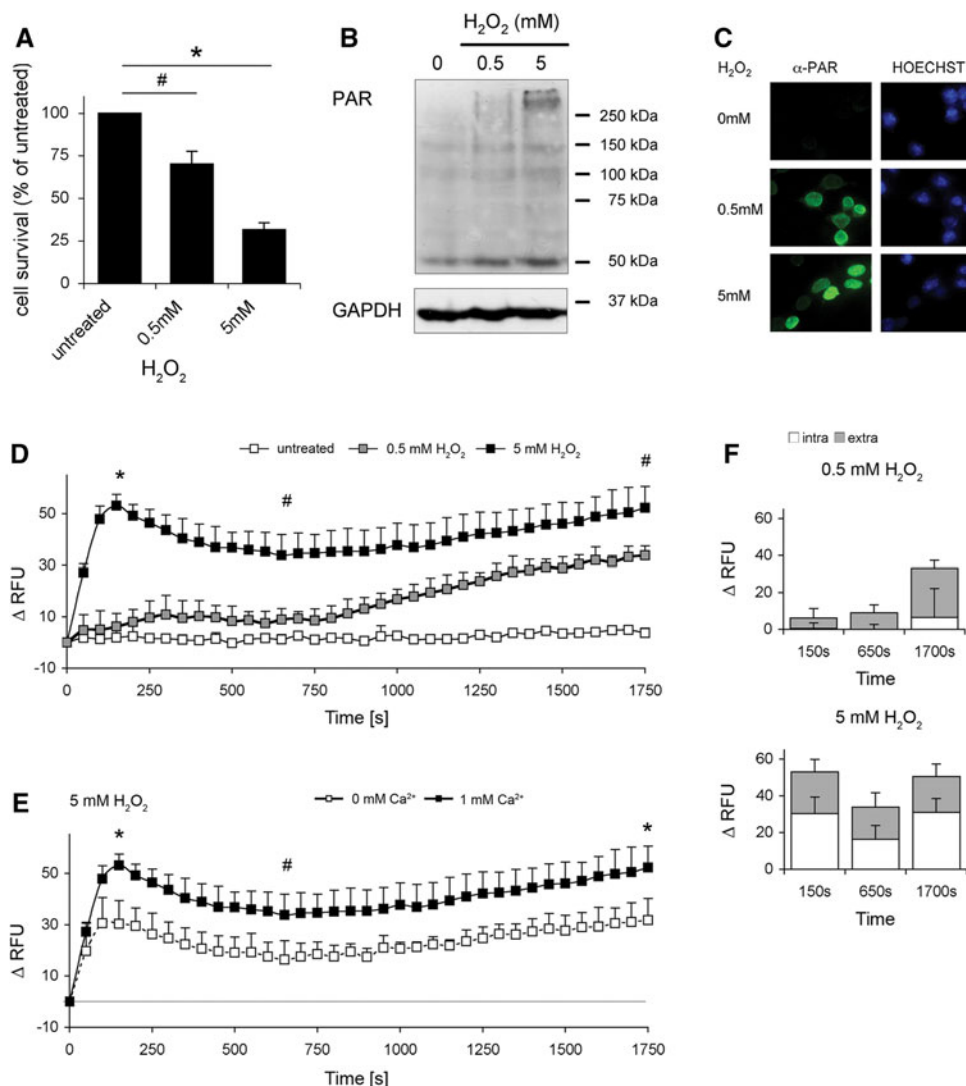 A
* 
#
cell survival (% of untreated)
100
75
50
25
0
untreated
0.5mM
5mM
H₂O₂
B
H₂O₂ (mM)
0 0.5 5
PAR
250 kDa
150 kDa
100 kDa
75 kDa
50 kDa
37 kDa
GAPDH
C
H₂O₂ α-PAR HOECHST
0mM
0.5mM
5mM
D
untreated 0.5 mM H₂O₂ 5 mM H₂O₂
* # #
Δ RFU
50
30
10
-10
0 250 500 750 1000 1250 1500 1750
Time [s]
E
5 mM H₂O₂
0 mM Ca²⁺ 1 mM Ca²⁺
* # *
Δ RFU
50
30
10
-10
0 250 500 750 1000 1250 1500 1750
Time [s]
F
intra extra
0.5 mM H₂O₂
Δ RFU
60
40
20
0
150s 650s 1700s
Time
5 mM H₂O₂
Δ RFU
60
40
20
0
150s 650s 1700s
Time